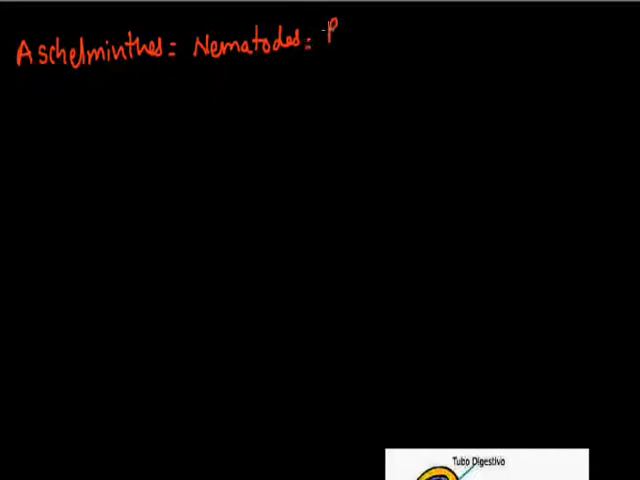 Aschelminthes = Nematodes = P
Tubo Digestivo